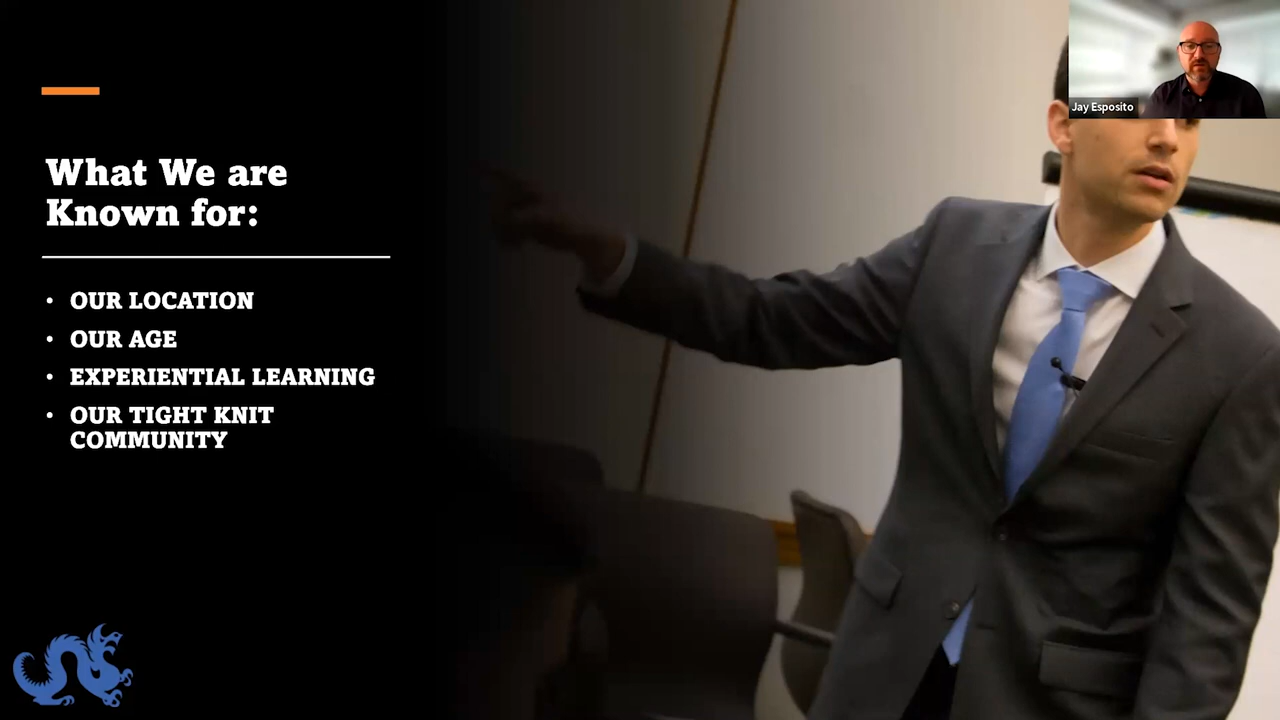 Jay Esposito
What We are
Known for:
• OUR LOCATION
• OUR AGE
• EXPERIENTIAL LEARNING
• OUR TIGHT KNIT
COMMUNITY